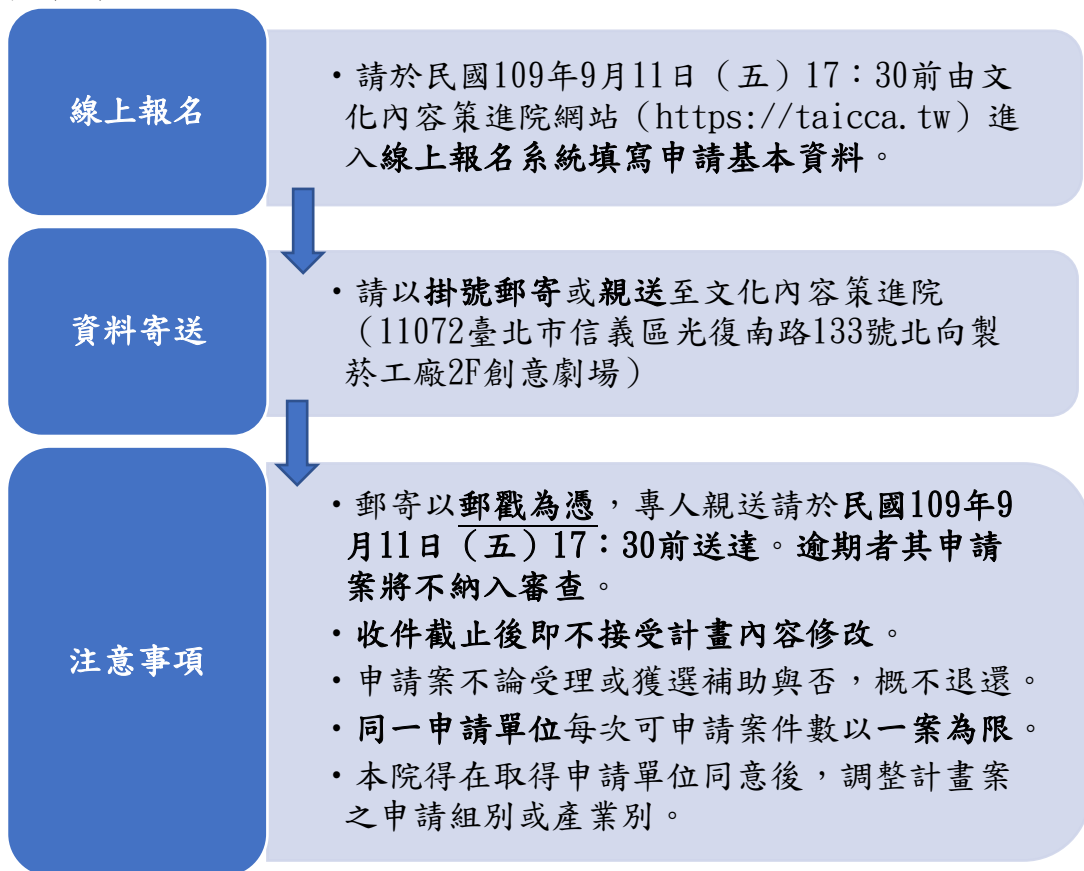 線上報名
•請於民國109年9月11日（五）17：30前由文
化內容策進院網站（https://taicca.tw）進
入線上報名系統填寫申請基本資料。
資料寄送
•請以掛號郵寄或親送至文化內容策進院
（11072臺北市信義區光復南路133號北向製
菸工廠2F創意劇場）
注意事項
•郵寄以郵戳為憑，專人親送請於民國109年9
月11日（五）17：30前送達。逾期者其申請
案將不納入審查。
•收件截止後即不接受計畫內容修改。
•申請案不論受理或獲選補助與否，概不退還。
•同一申請單位每次可申請案件數以一案為限。
•本院得在取得申請單位同意後，調整計畫案
之申請組別或產業別。